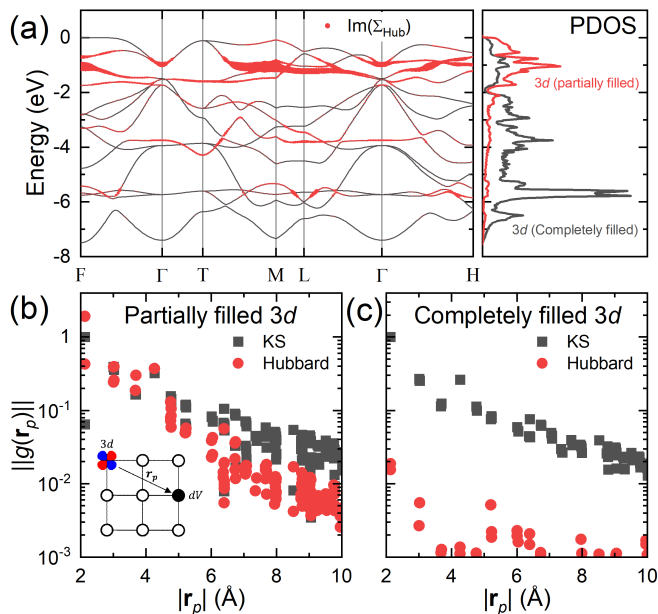 (a)
Im(Σ_Hub)
PDOS
Energy (eV)
0
-2
-4
-6
-8
F Γ T M L Γ H
3d (partially filled)
3d (Completely filled)
(b) Partially filled 3d
KS
Hubbard
||g(r_p)||
1
10^-1
10^-2
10^-3
3d
r_p
dV
2 4 6 8 10
|r_p| (Å)
(c) Completely filled 3d
KS
Hubbard
2 4 6 8 10
|r_p| (Å)